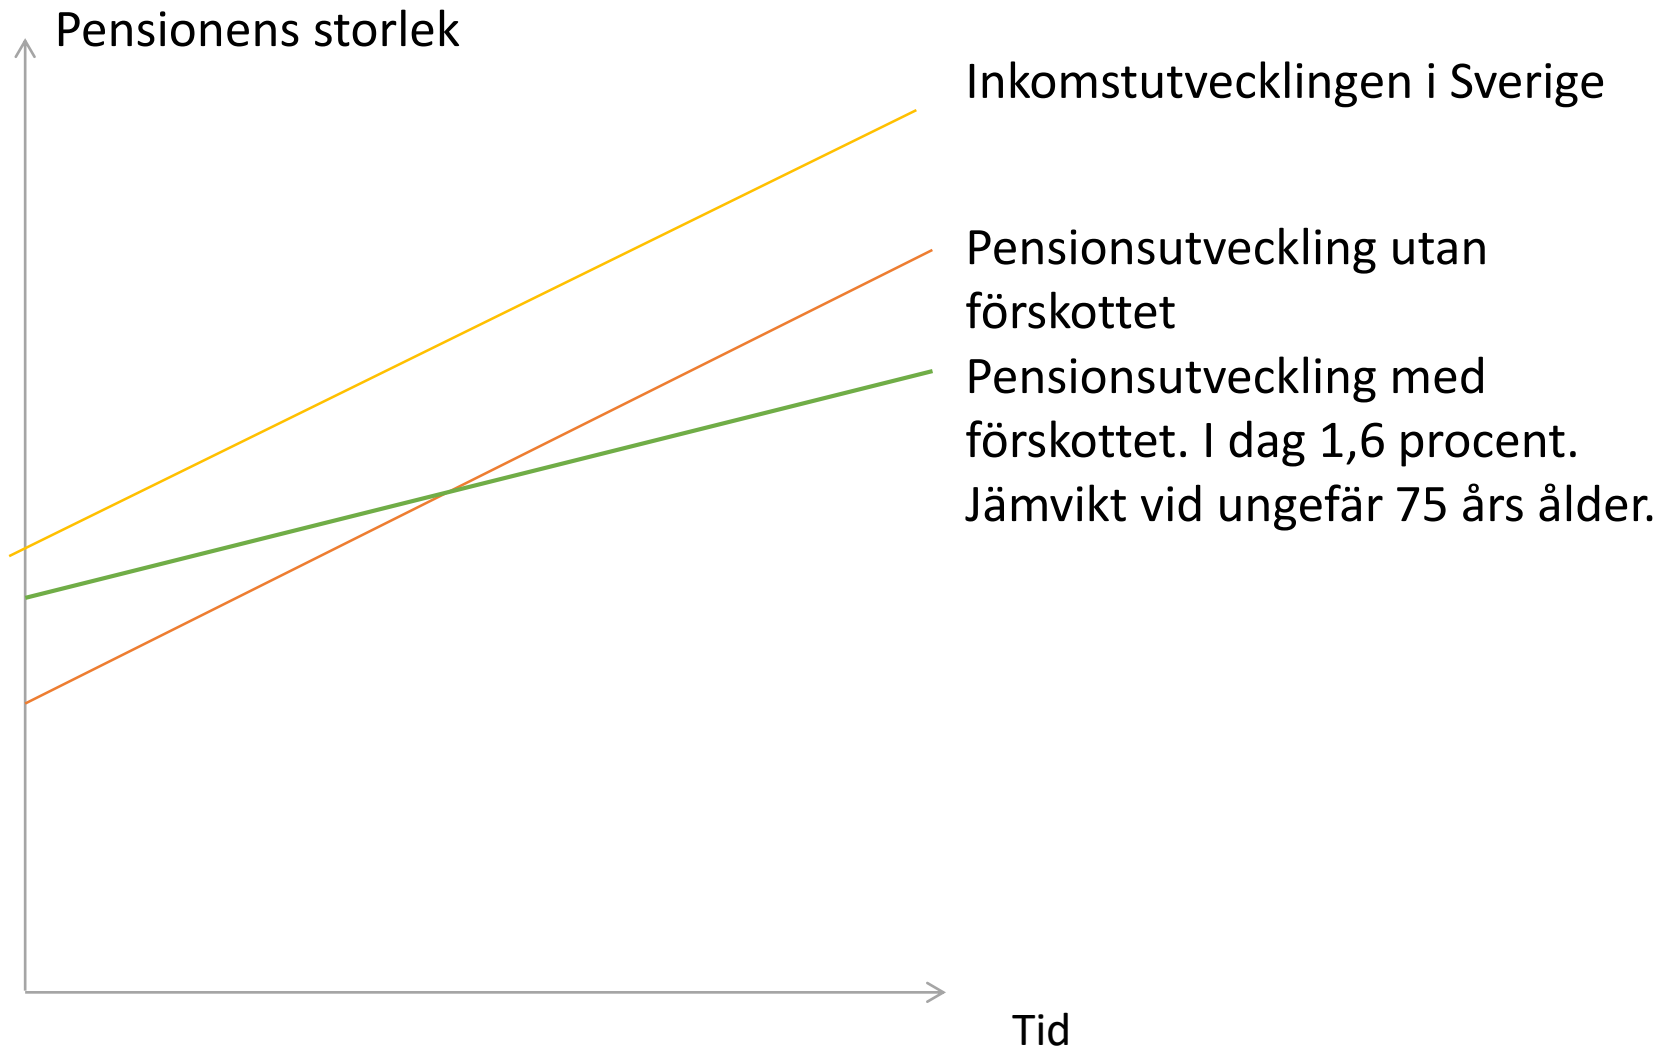 Pensionens storlek
Inkomstutvecklingen i Sverige
Pensionsutveckling utan
förskottet
Pensionsutveckling med
förskottet. I dag 1,6 procent.
Jämvikt vid ungefär 75 års ålder.
Tid